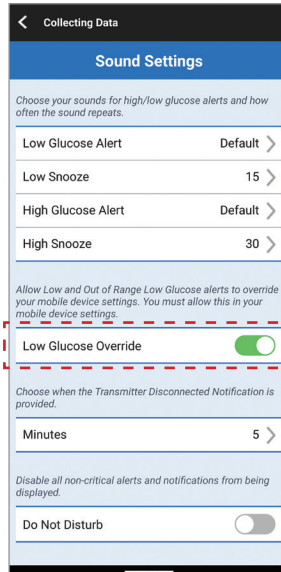 Collecting Data
Sound Settings
Choose your sounds for high/low glucose alerts and how
often the sound repeats.
Low Glucose Alert Default
Low Snooze 15
High Glucose Alert Default
High Snooze 30
Allow Low and Out of Range Low Glucose alerts to override
your mobile device settings. You must allow this in your
mobile device settings.
Low Glucose Override
Choose when the Transmitter Disconnected Notification is
provided.
Minutes 5
Disable all non-critical alerts and notifications from being
displayed.
Do Not Disturb